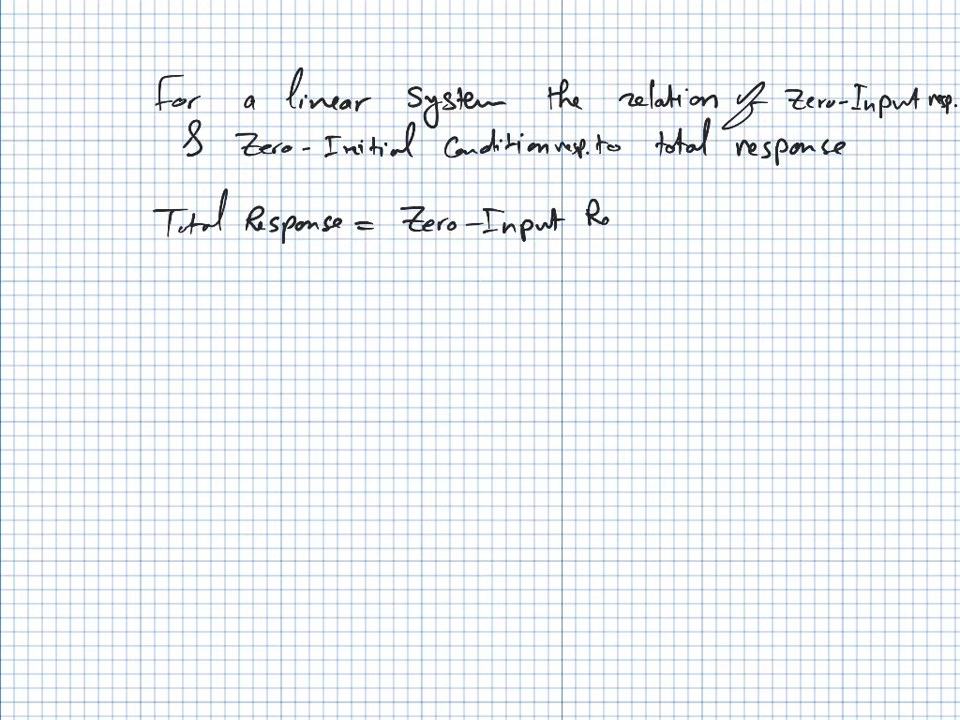 For a linear system the relation of Zero-Input resp.
& Zero-Initial Condition resp. to total response
Total Response = Zero-Input Re